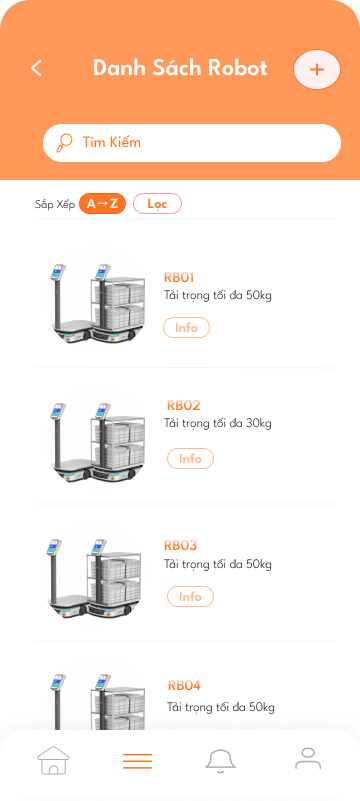 Danh Sách Robot
Tìm Kiếm
Sắp Xếp A→Z Lọc
RB01
Tải trọng tối đa 50kg
Info
RB02
Tải trọng tối đa 30kg
Info
RB03
Tải trọng tối đa 50kg
Info
RB04
Tải trọng tối đa 50kg